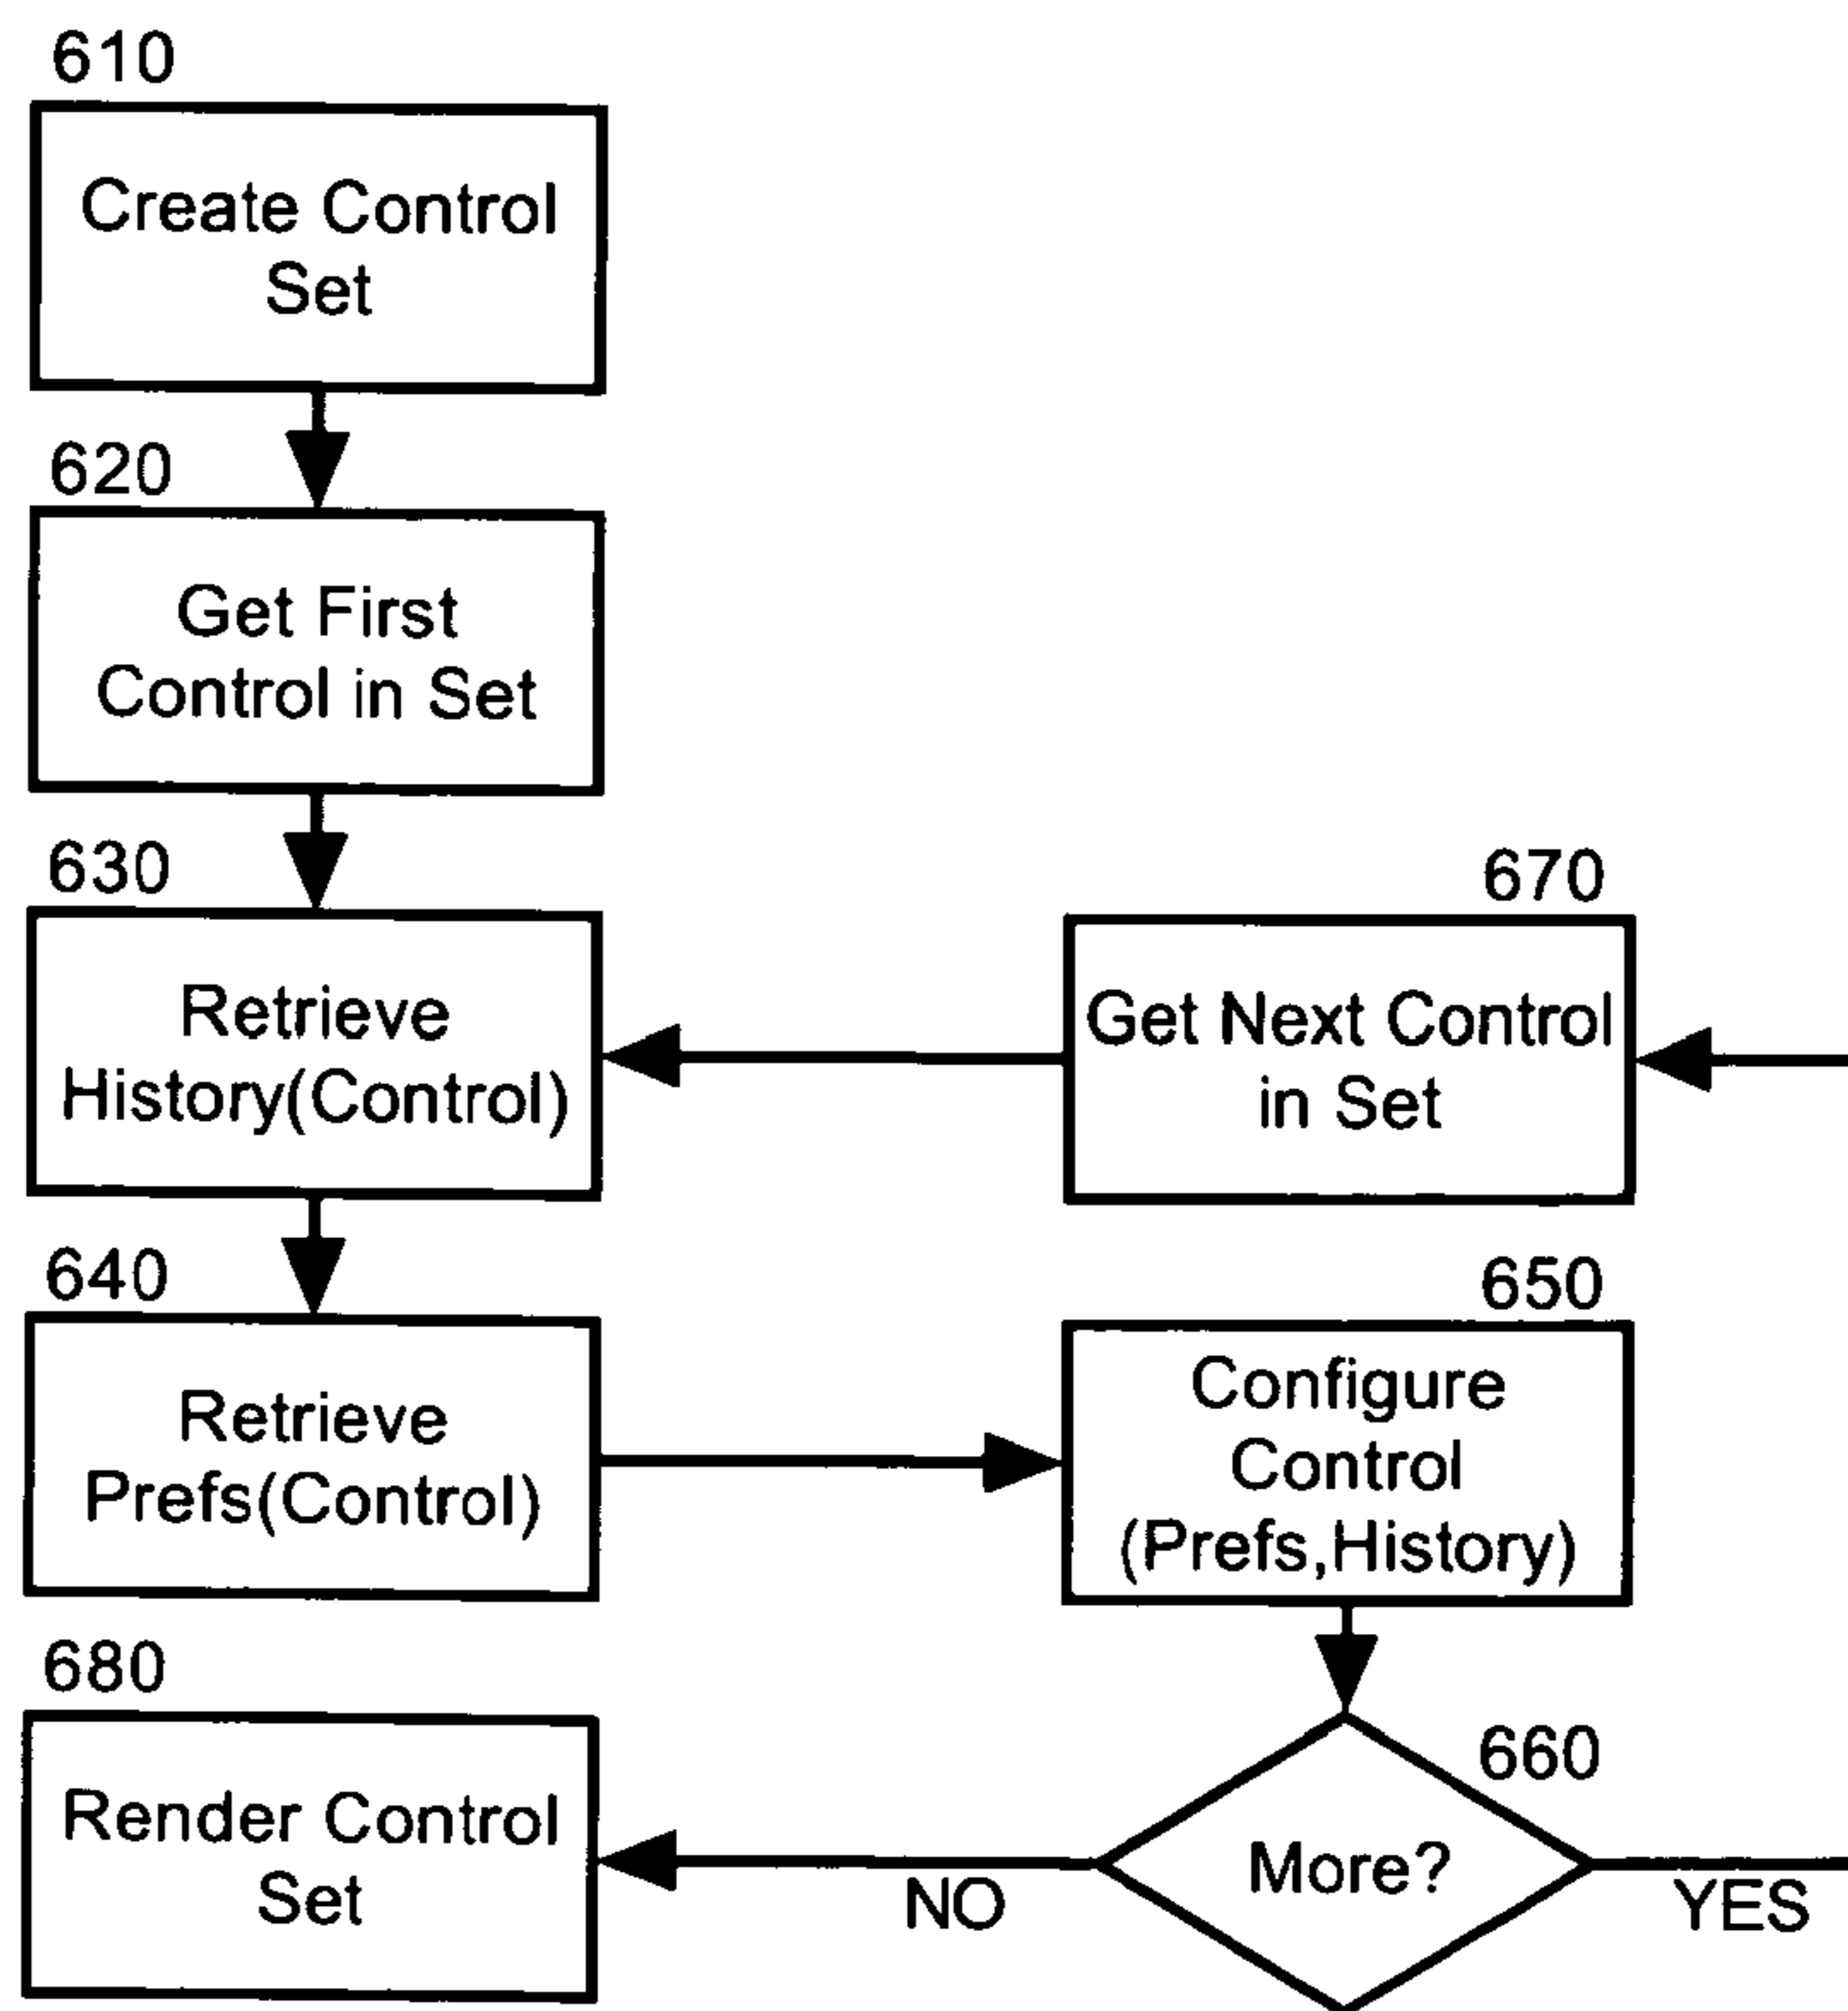 610
Create Control
Set
620
Get First
Control in Set
630
Retrieve
History(Control)
670
Get Next Control
in Set
640
Retrieve
Prefs(Control)
650
Configure
Control
(Prefs,History)
680
Render Control
Set
660
More?
NO
YES